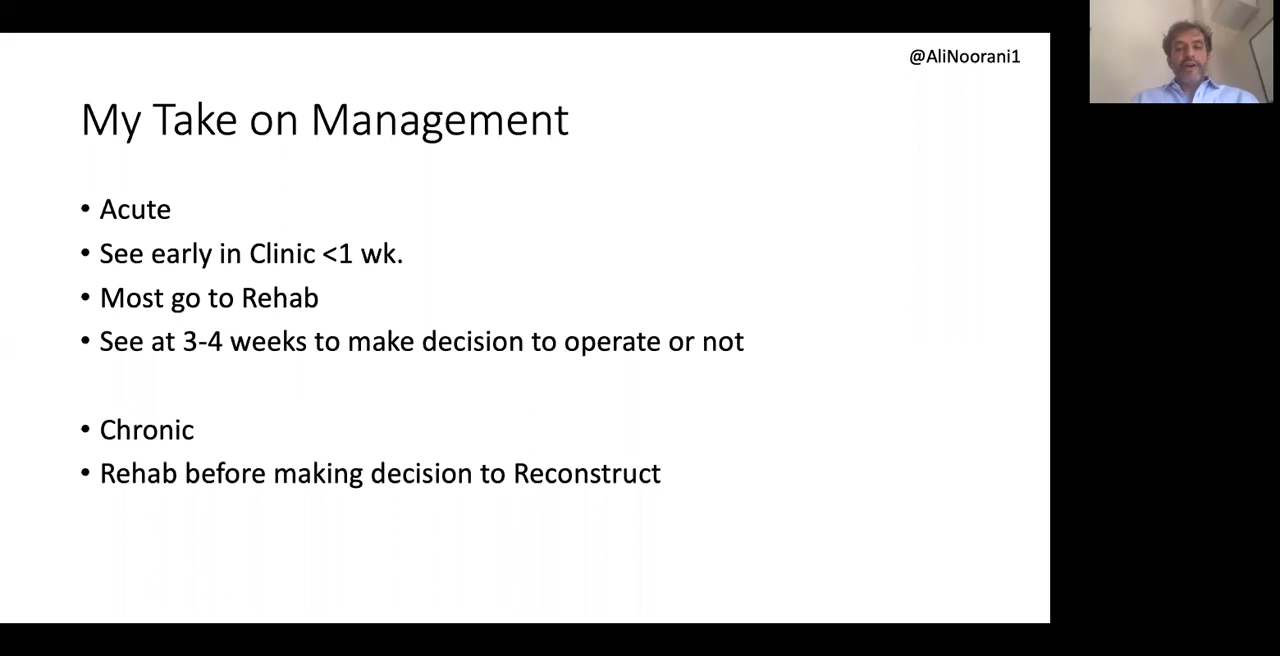 @AliNoorani1
My Take on Management
• Acute
• See early in Clinic <1 wk.
• Most go to Rehab
• See at 3-4 weeks to make decision to operate or not
• Chronic
• Rehab before making decision to Reconstruct